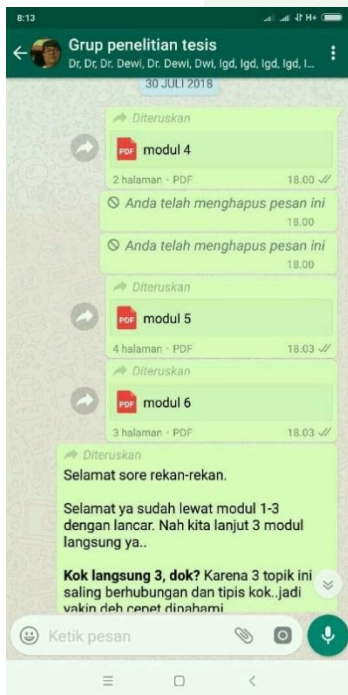 8:13
H+
Grup penelitian tesis
Dr, Dr, Dr. Dewi, Dr. Dewi, Dwi, Igd, Igd, Igd, Igd, I...
30 JULI 2018
Diteruskan
PDF modul 4
2 halaman · PDF 18.00
Anda telah menghapus pesan ini
18.00
Anda telah menghapus pesan ini
18.00
Diteruskan
PDF modul 5
4 halaman · PDF 18.03
Diteruskan
PDF modul 6
3 halaman · PDF 18.03
Diteruskan
Selamat sore rekan-rekan.
Selamat ya sudah lewat modul 1-3
dengan lancar. Nah kita lanjut 3 modul
langsung ya..
Kok langsung 3, dok? Karena 3 topik ini
saling berhubungan dan tipis kok..jadi
yakin deh cepet dipahami
Ketik pesan